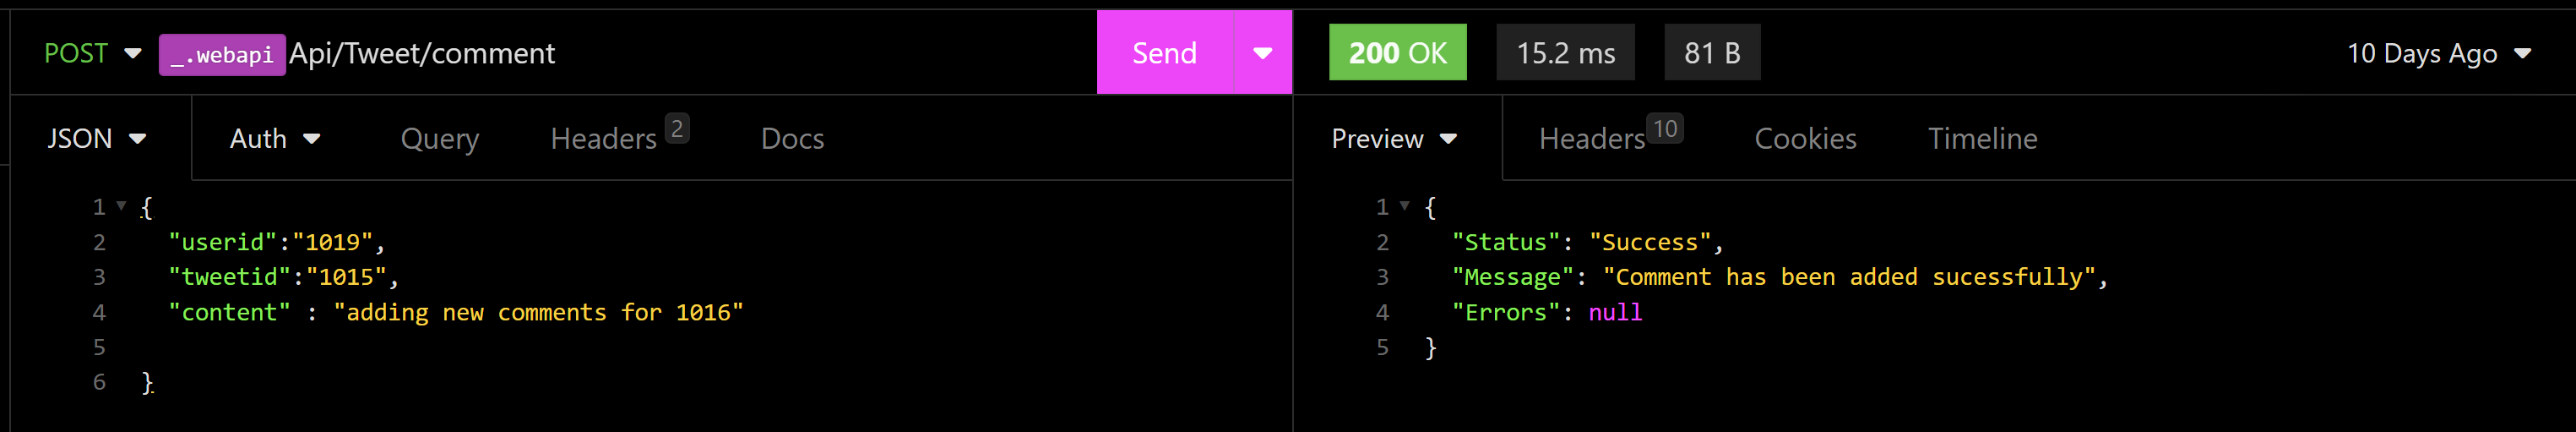 POST _.webapi Api/Tweet/comment Send 200 OK 15.2 ms 81 B 10 Days Ago
JSON Auth Query Headers 2 Docs Preview Headers 10 Cookies Timeline
1 {
2 "userid":"1019",
3 "tweetid":"1015",
4 "content" : "adding new comments for 1016"
5
6 }
1 {
2 "Status": "Success",
3 "Message": "Comment has been added sucessfully",
4 "Errors": null
5 }